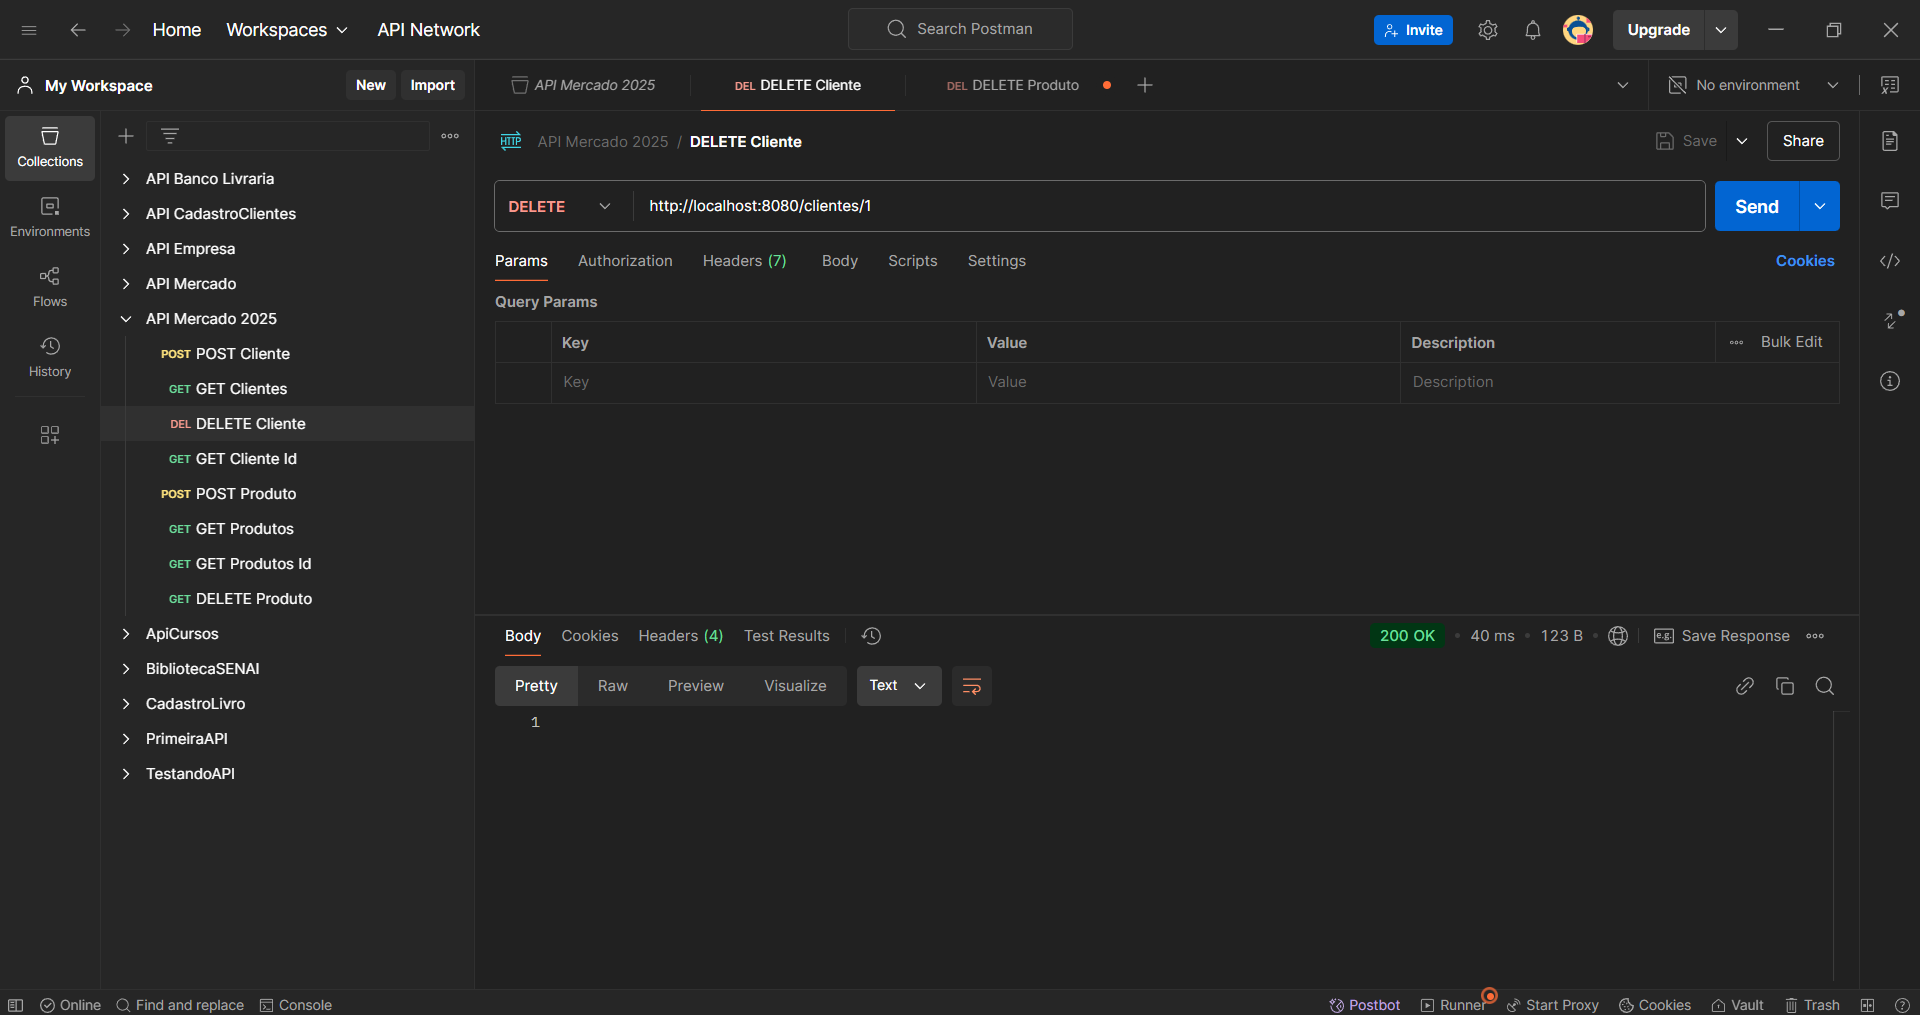 Home Workspaces API Network Search Postman Invite Upgrade
My Workspace New Import API Mercado 2025 DEL DELETE Cliente DEL DELETE Produto No environment
Collections
Environments
Flows
History
API Banco Livraria
API CadastroClientes
API Empresa
API Mercado
API Mercado 2025
POST POST Cliente
GET GET Clientes
DEL DELETE Cliente
GET GET Cliente Id
POST POST Produto
GET GET Produtos
GET GET Produtos Id
GET DELETE Produto
ApiCursos
BibliotecaSENAI
CadastroLivro
PrimeiraAPI
TestandoAPI
HTTP API Mercado 2025 / DELETE Cliente Save Share
DELETE http://localhost:8080/clientes/1 Send
Params Authorization Headers (7) Body Scripts Settings Cookies
Query Params
Key Value Description Bulk Edit
Key Value Description
Body Cookies Headers (4) Test Results 200 OK 40 ms 123 B e.g. Save Response
Pretty Raw Preview Visualize Text
1
Online Find and replace Console Postbot Runner Start Proxy Cookies Vault Trash